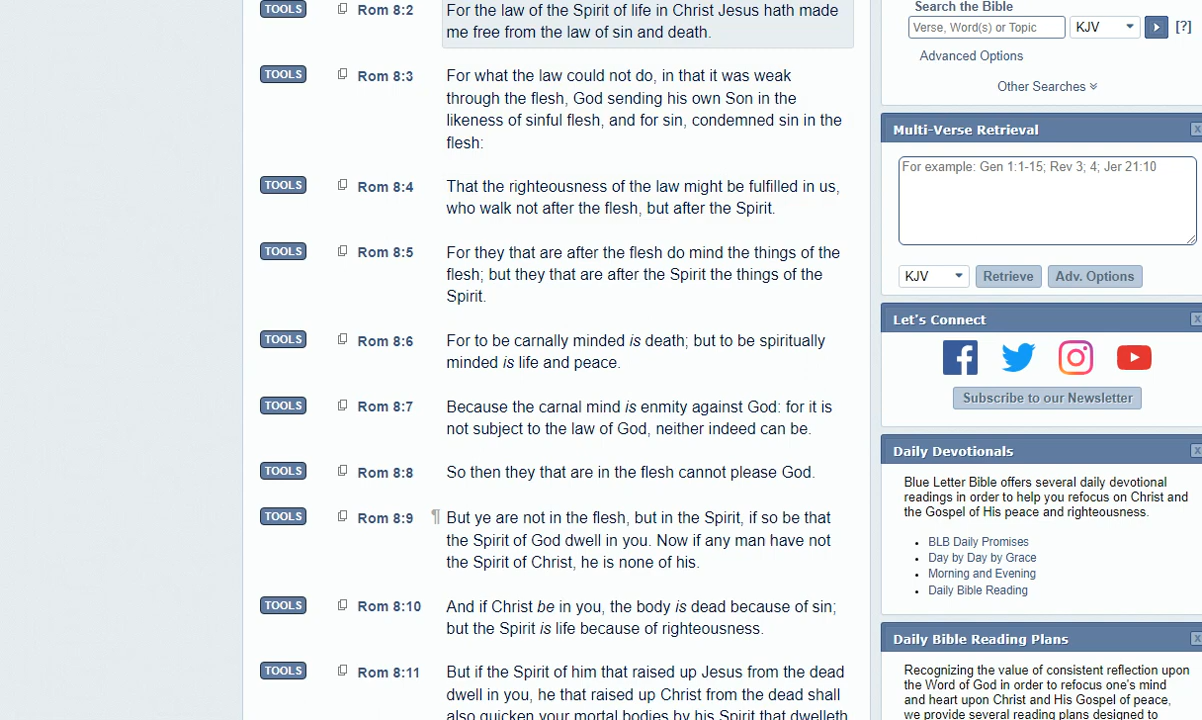 TOOLS Rom 8:2 For the law of the Spirit of life in Christ Jesus hath made
me free from the law of sin and death.
TOOLS Rom 8:3 For what the law could not do, in that it was weak
through the flesh, God sending his own Son in the
likeness of sinful flesh, and for sin, condemned sin in the
flesh:
TOOLS Rom 8:4 That the righteousness of the law might be fulfilled in us,
who walk not after the flesh, but after the Spirit.
TOOLS Rom 8:5 For they that are after the flesh do mind the things of the
flesh; but they that are after the Spirit the things of the
Spirit.
TOOLS Rom 8:6 For to be carnally minded is death; but to be spiritually
minded is life and peace.
TOOLS Rom 8:7 Because the carnal mind is enmity against God: for it is
not subject to the law of God, neither indeed can be.
TOOLS Rom 8:8 So then they that are in the flesh cannot please God.
TOOLS Rom 8:9 ¶ But ye are not in the flesh, but in the Spirit, if so be that
the Spirit of God dwell in you. Now if any man have not
the Spirit of Christ, he is none of his.
TOOLS Rom 8:10 And if Christ be in you, the body is dead because of sin;
but the Spirit is life because of righteousness.
TOOLS Rom 8:11 But if the Spirit of him that raised up Jesus from the dead
dwell in you, he that raised up Christ from the dead shall
also quicken your mortal bodies by his Spirit that dwelleth
Search the Bible
Verse, Word(s) or Topic KJV [?]
Advanced Options
Other Searches
Multi-Verse Retrieval X
For example: Gen 1:1-15; Rev 3; 4; Jer 21:10
KJV Retrieve Adv. Options
Let's Connect X
Subscribe to our Newsletter
Daily Devotionals X
Blue Letter Bible offers several daily devotional
readings in order to help you refocus on Christ and
the Gospel of His peace and righteousness.
• BLB Daily Promises
• Day by Day by Grace
• Morning and Evening
• Daily Bible Reading
Daily Bible Reading Plans X
Recognizing the value of consistent reflection upon
the Word of God in order to refocus one's mind
and heart upon Christ and His Gospel of peace,
we provide several reading plans designed to